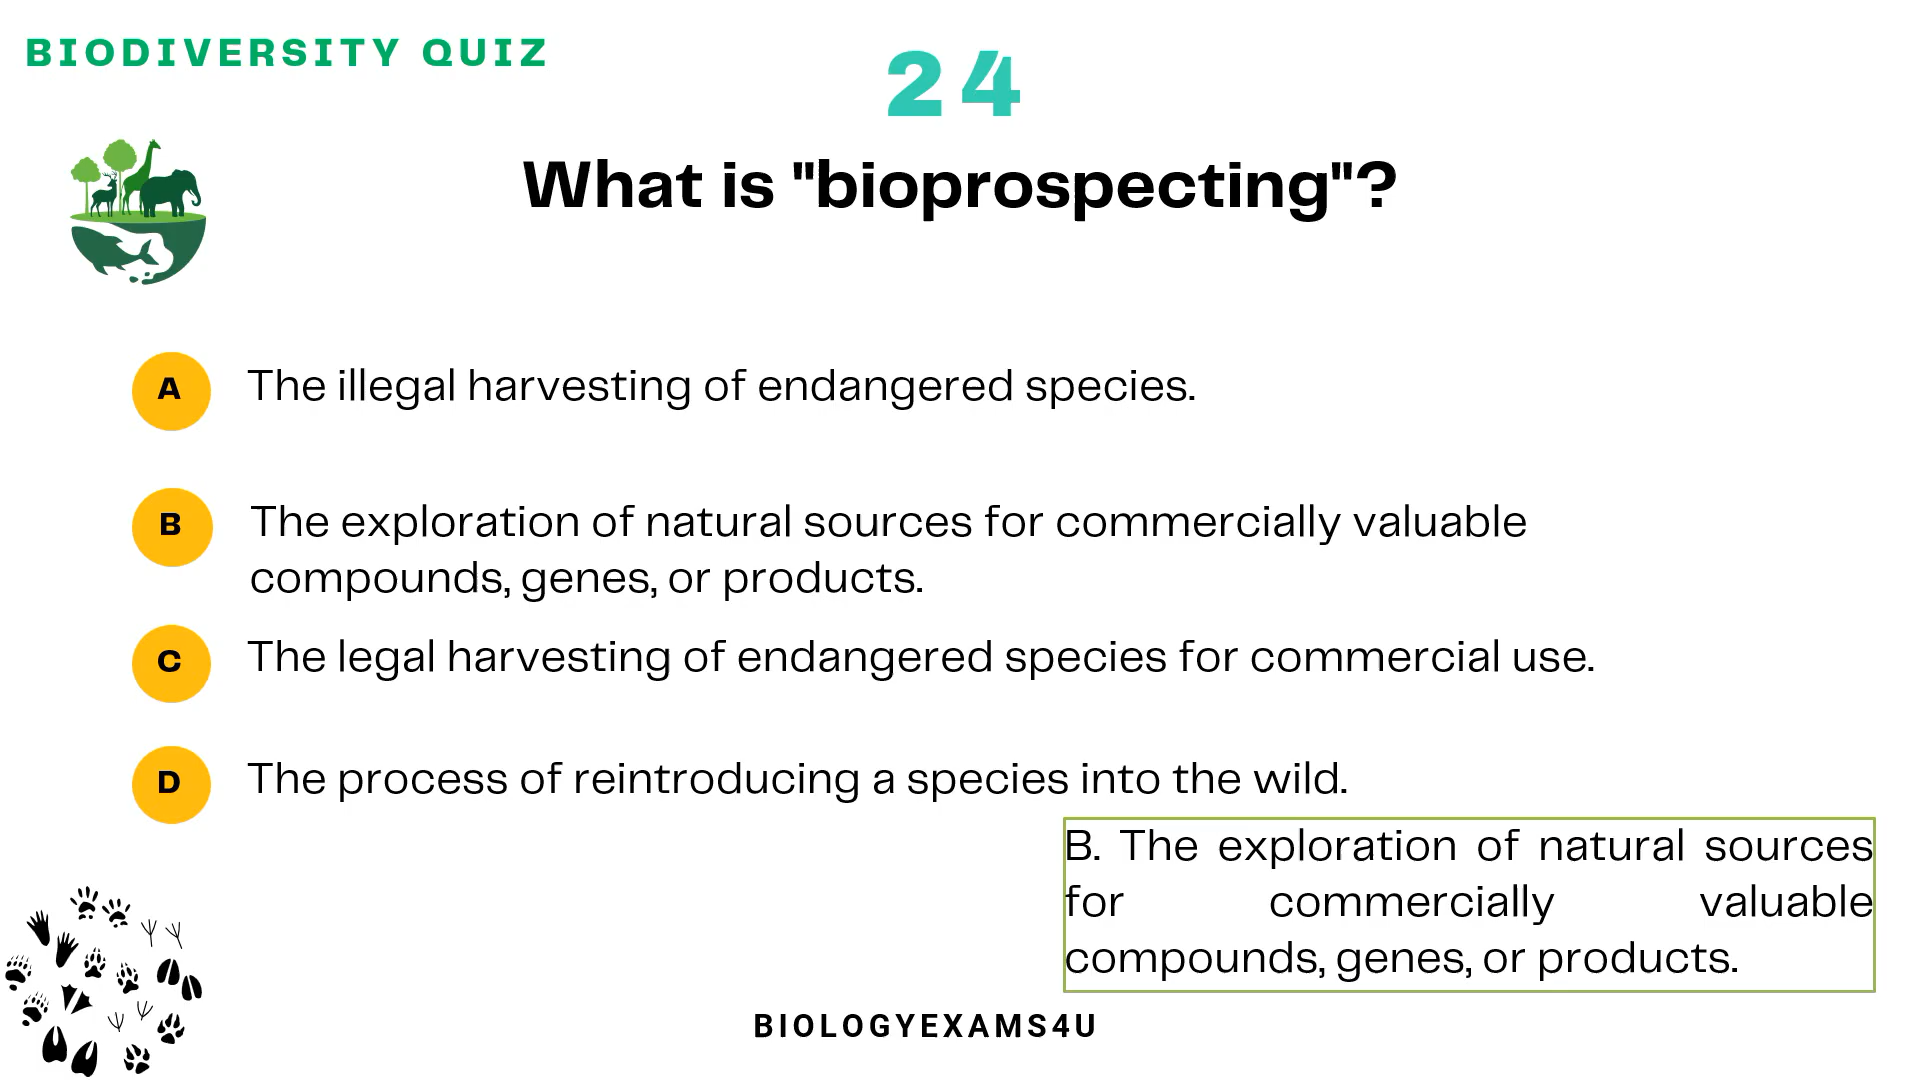 BIODIVERSITY QUIZ
24
What is "bioprospecting"?
A
The illegal harvesting of endangered species.
B
The exploration of natural sources for commercially valuable
compounds, genes, or products.
C
The legal harvesting of endangered species for commercial use.
D
The process of reintroducing a species into the wild.
B. The exploration of natural sources
for commercially valuable
compounds, genes, or products.
BIOLOGYEXAMS4U